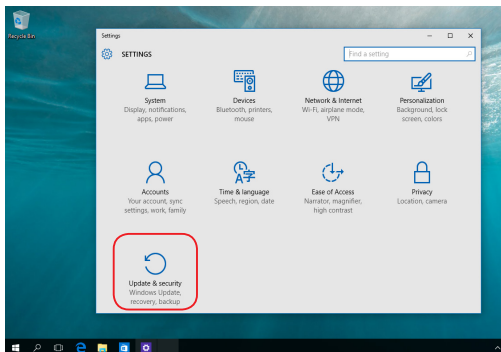 Recycle Bin
Settings
SETTINGS
Find a setting
System
Display, notifications,
apps, power
Devices
Bluetooth, printers,
mouse
Network & Internet
Wi-Fi, airplane mode,
VPN
Personalization
Background, lock
screen, colors
Accounts
Your account, sync
settings, work, family
Time & language
Speech, region, date
Ease of Access
Narrator, magnifier,
high contrast
Privacy
Location, camera
Update & security
Windows Update,
recovery, backup